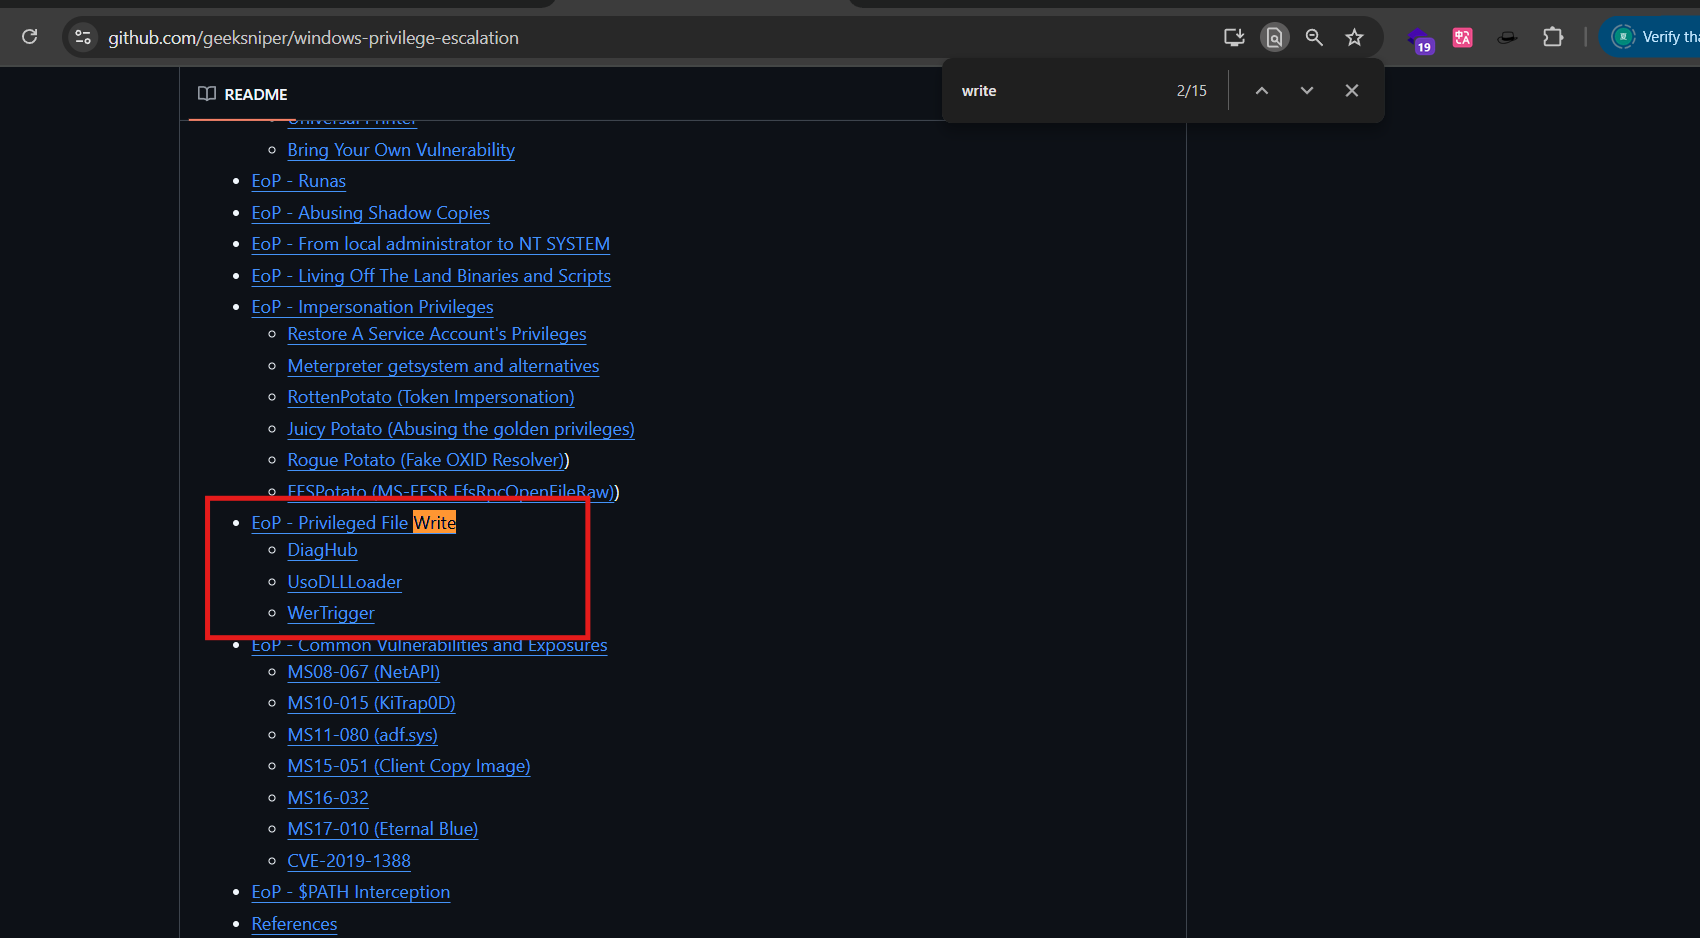 github.com/geeksniper/windows-privilege-escalation
19
Verify tha
write 2/15
README
Universal Printer
Bring Your Own Vulnerability
EoP - Runas
EoP - Abusing Shadow Copies
EoP - From local administrator to NT SYSTEM
EoP - Living Off The Land Binaries and Scripts
EoP - Impersonation Privileges
Restore A Service Account's Privileges
Meterpreter getsystem and alternatives
RottenPotato (Token Impersonation)
Juicy Potato (Abusing the golden privileges)
Rogue Potato (Fake OXID Resolver))
EFSPotato (MS-EFSR EfsRpcOpenFileRaw))
EoP - Privileged File Write
DiagHub
UsoDLLLoader
WerTrigger
EoP - Common Vulnerabilities and Exposures
MS08-067 (NetAPI)
MS10-015 (KiTrap0D)
MS11-080 (adf.sys)
MS15-051 (Client Copy Image)
MS16-032
MS17-010 (Eternal Blue)
CVE-2019-1388
EoP - $PATH Interception
References